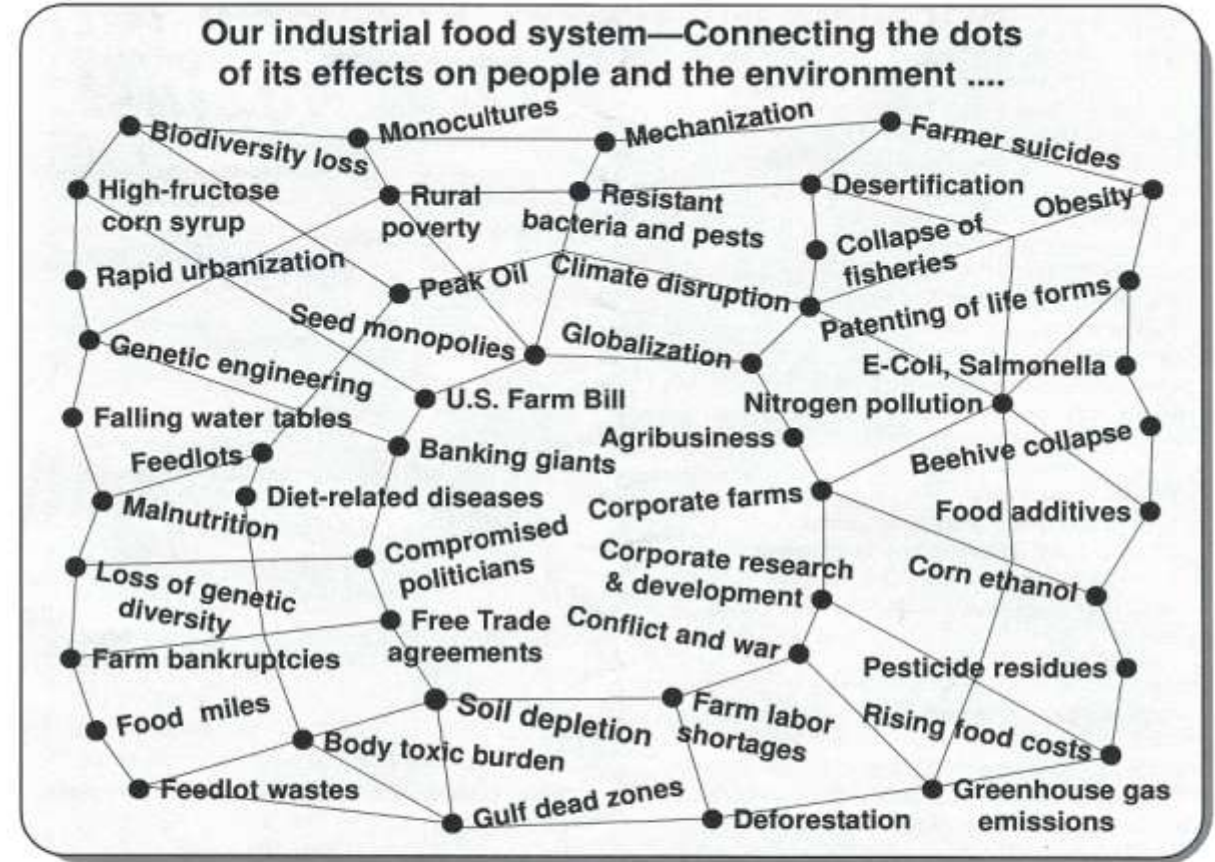 Our industrial food system—Connecting the dots
of its effects on people and the environment ....
Biodiversity loss
Monocultures
Mechanization
Farmer suicides
High-fructose
corn syrup
Rural
poverty
Resistant
bacteria and pests
Desertification
Obesity
Collapse of
fisheries
Rapid urbanization
Peak Oil
Climate disruption
Patenting of life forms
Seed monopolies
Globalization
Genetic engineering
E-Coli, Salmonella
U.S. Farm Bill
Nitrogen pollution
Falling water tables
Agribusiness
Beehive collapse
Feedlots
Banking giants
Diet-related diseases
Corporate farms
Food additives
Malnutrition
Compromised
politicians
Corporate research
& development
Corn ethanol
Loss of genetic
diversity
Free Trade
agreements
Conflict and war
Farm bankruptcies
Pesticide residues
Food miles
Soil depletion
Farm labor
shortages
Rising food costs
Body toxic burden
Feedlot wastes
Gulf dead zones
Deforestation
Greenhouse gas
emissions